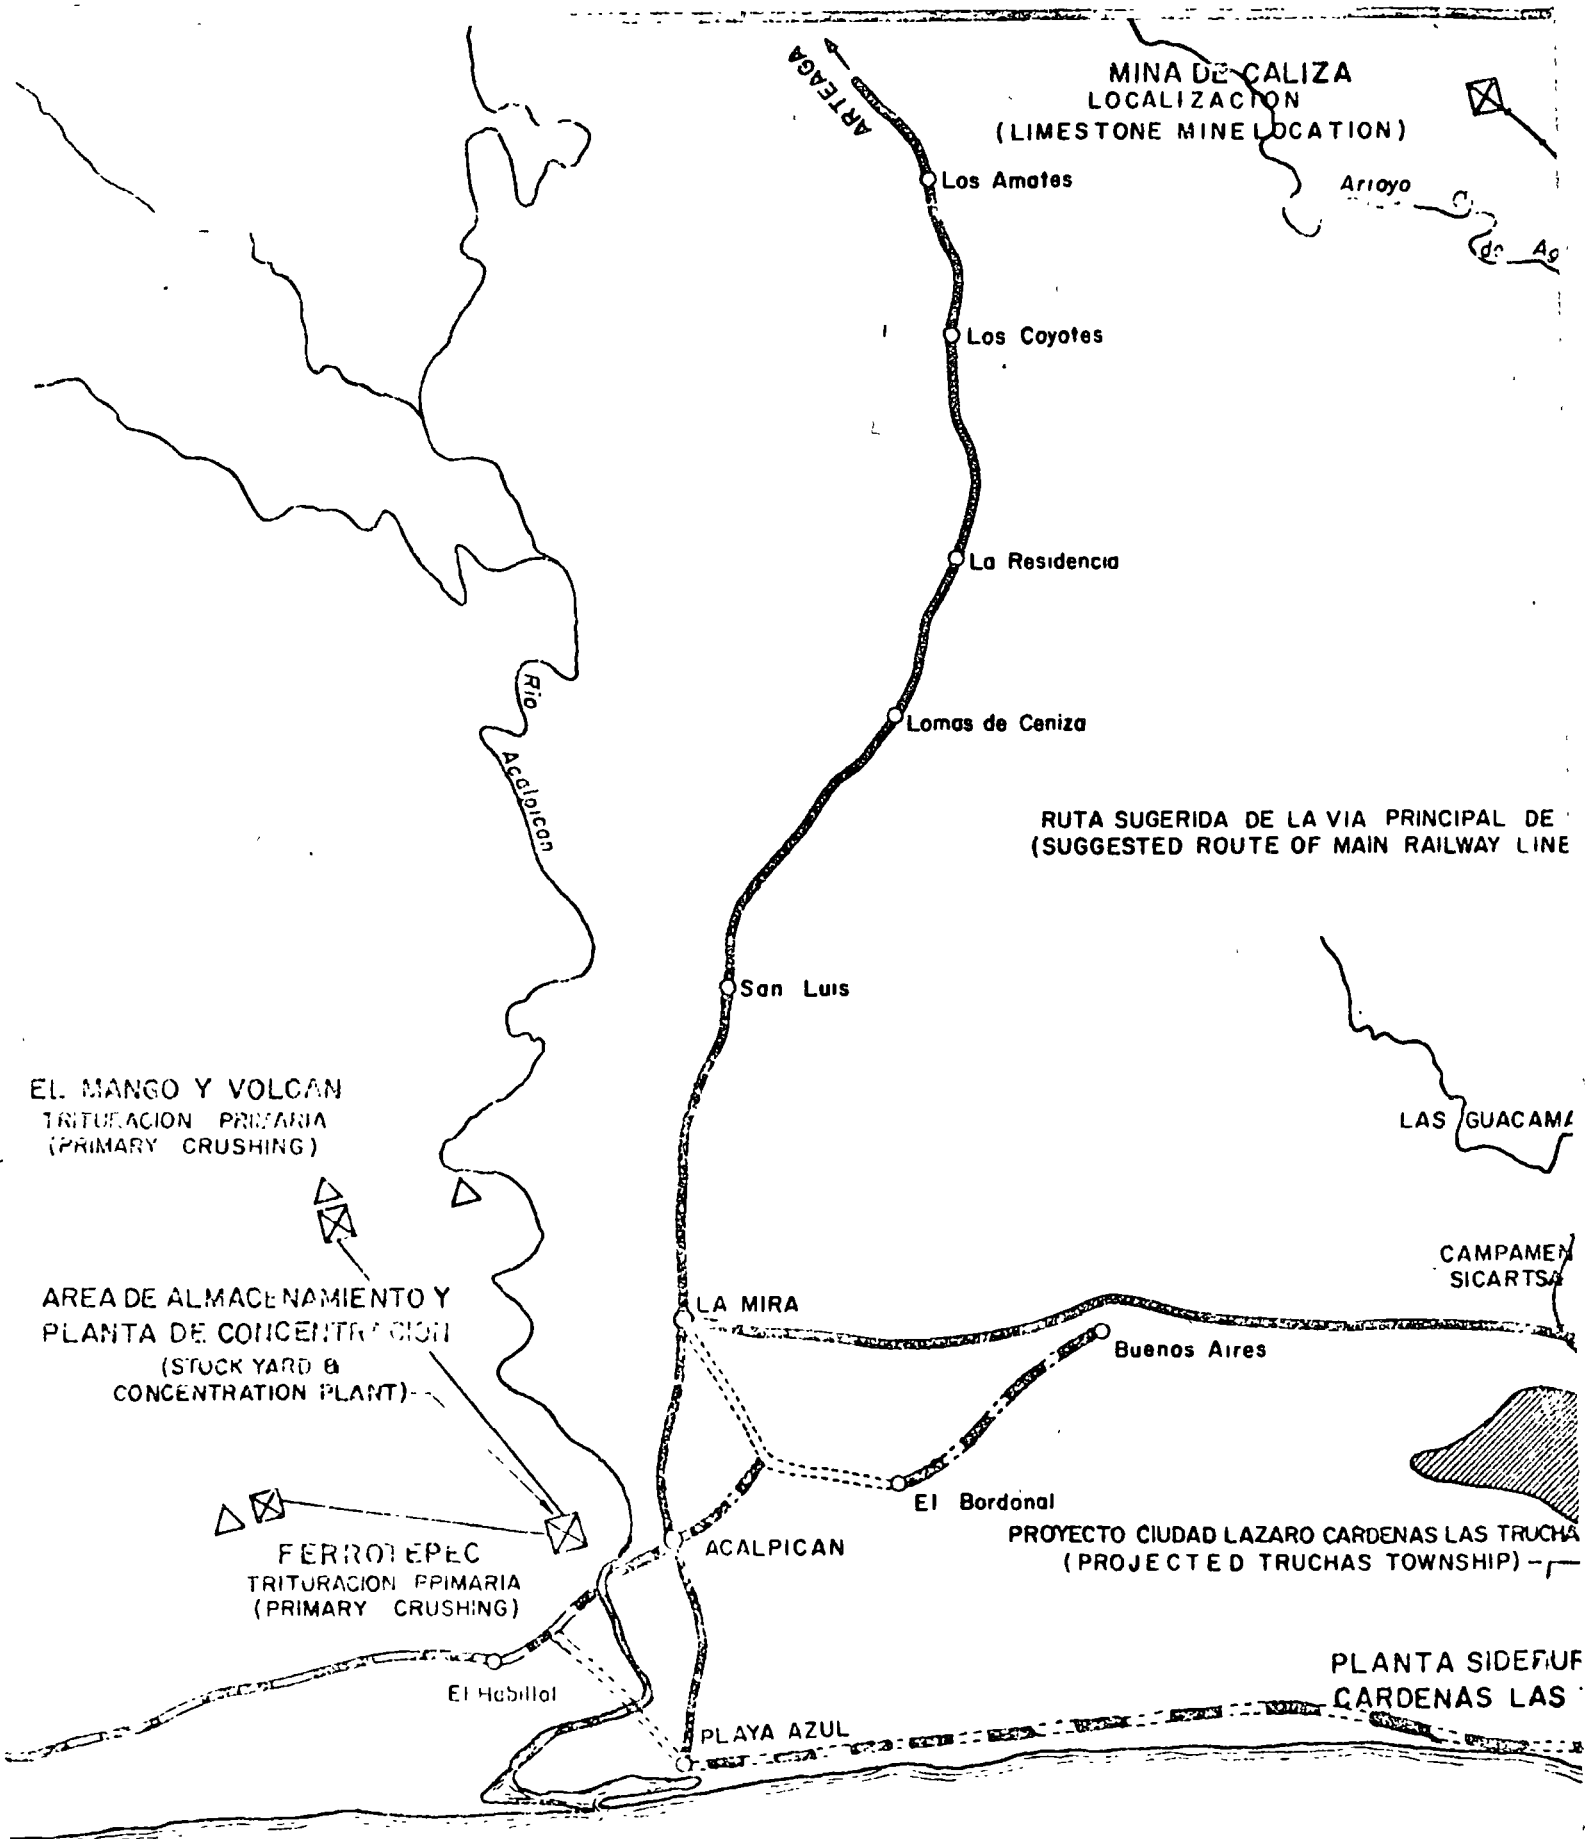 ARTEAGA
MINA DE CALIZA
LOCALIZACION
(LIMESTONE MINE LOCATION)
Los Amates
Arroyo
de Ag
Los Coyotes
La Residencia
Rio
Acalpican
Lomas de Ceniza
RUTA SUGERIDA DE LA VIA PRINCIPAL DE
(SUGGESTED ROUTE OF MAIN RAILWAY LINE
San Luis
EL MANGO Y VOLCAN
TRITURACION PRIMARIA
(PRIMARY CRUSHING)
LAS GUACAMA
CAMPAMEN
SICARTSA
AREA DE ALMACENAMIENTO Y
PLANTA DE CONCENTRACION
(STOCK YARD &
CONCENTRATION PLANT)
LA MIRA
Buenos Aires
El Bordonal
PROYECTO CIUDAD LAZARO CARDENAS LAS TRUCHA
(PROJECTED TRUCHAS TOWNSHIP)
ACALPICAN
FERROTEPEC
TRITURACION PRIMARIA
(PRIMARY CRUSHING)
El Habillal
PLANTA SIDERUR
CARDENAS LAS
PLAYA AZUL